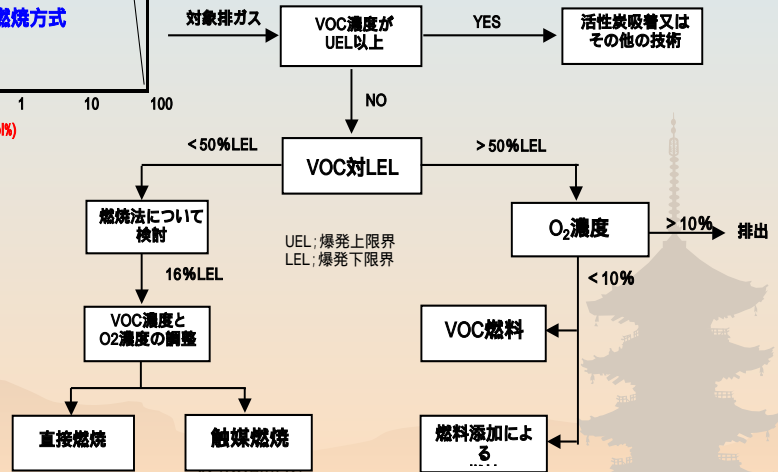 燃焼方式
1 10 100
対象排ガス
VOC濃度が
UEL以上
YES
活性炭吸着又は
その他の技術
NO
<50%LEL
VOC対LEL
>50%LEL
燃焼法について
検討
UEL;爆発上限界
LEL;爆発下限界
O₂濃度
>10%
排出
16%LEL
<10%
VOC濃度と
O2濃度の調整
VOC燃料
直接燃焼
触媒燃焼
燃料添加によ
る